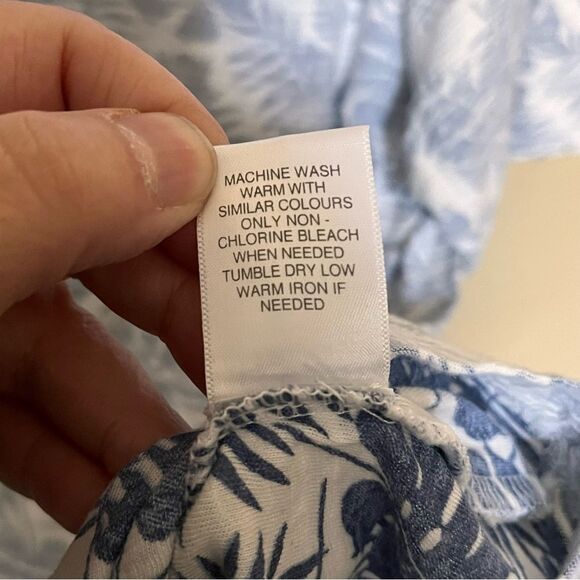 MACHINE WASH
WARM WITH
SIMILAR COLOURS
ONLY NON -
CHLORINE BLEACH
WHEN NEEDED
TUMBLE DRY LOW
WARM IRON IF
NEEDED